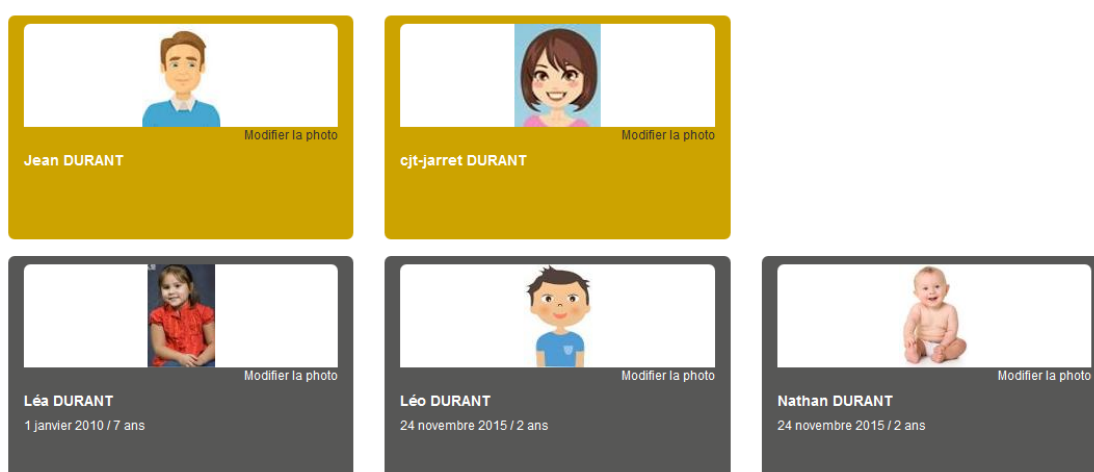 Modifier la photo
Jean DURANT
Modifier la photo
cjt-jarret DURANT
Modifier la photo
Léa DURANT
1 janvier 2010 / 7 ans
Modifier la photo
Léo DURANT
24 novembre 2015 / 2 ans
Modifier la photo
Nathan DURANT
24 novembre 2015 / 2 ans